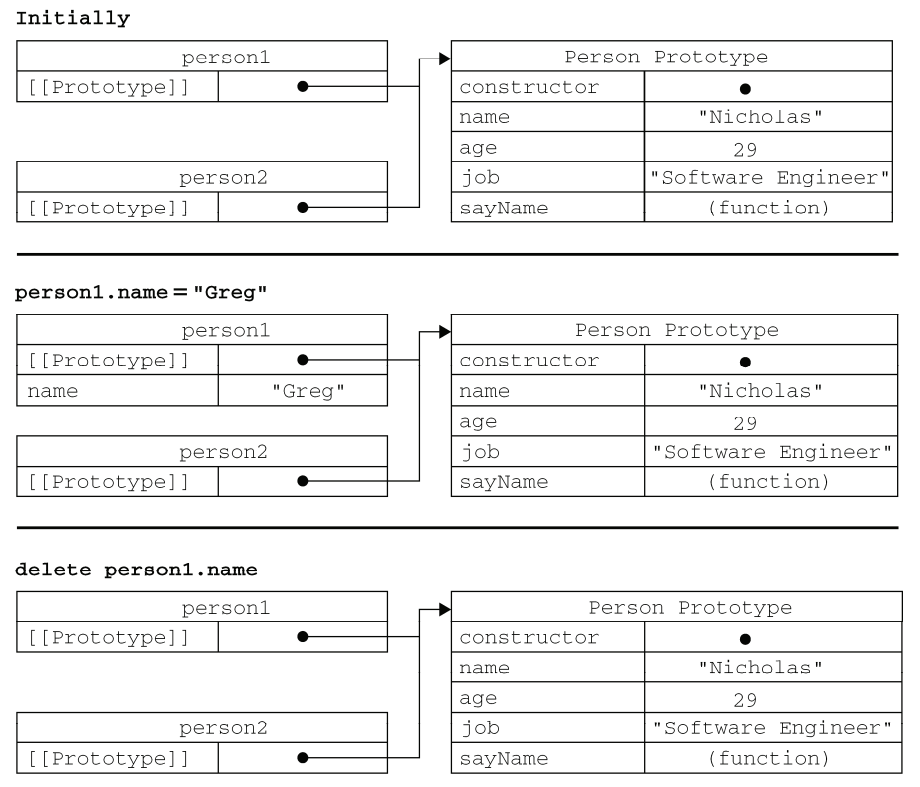 Initially
person1
[[Prototype]]
person2
[[Prototype]]
Person Prototype
constructor
name "Nicholas"
age 29
job "Software Engineer"
sayName (function)
person1.name = "Greg"
person1
[[Prototype]]
name "Greg"
person2
[[Prototype]]
Person Prototype
constructor
name "Nicholas"
age 29
job "Software Engineer"
sayName (function)
delete person1.name
person1
[[Prototype]]
person2
[[Prototype]]
Person Prototype
constructor
name "Nicholas"
age 29
job "Software Engineer"
sayName (function)